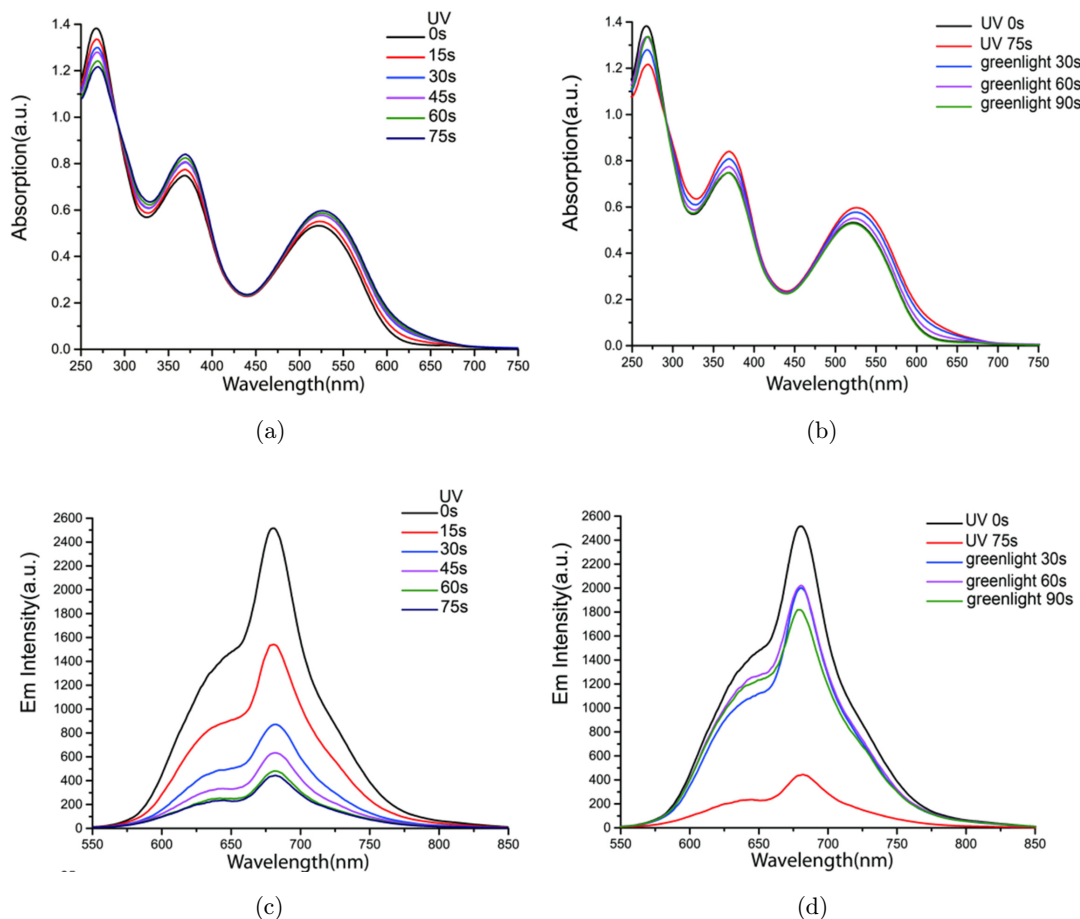 UV
0s
15s
30s
45s
60s
75s
1.4
1.2
1.0
0.8
0.6
0.4
0.2
0.0
Absorption(a.u.)
250 300 350 400 450 500 550 600 650 700 750
Wavelength(nm)
(a)
UV 0s
UV 75s
greenlight 30s
greenlight 60s
greenlight 90s
1.4
1.2
1.0
0.8
0.6
0.4
0.2
0.0
Absorption(a.u.)
250 300 350 400 450 500 550 600 650 700 750
Wavelength(nm)
(b)
UV
0s
15s
30s
45s
60s
75s
2600
2400
2200
2000
1800
1600
1400
1200
1000
800
600
400
200
0
Em Intensity(a.u.)
550 600 650 700 750 800 850
Wavelength(nm)
(c)
UV 0s
UV 75s
greenlight 30s
greenlight 60s
greenlight 90s
2600
2400
2200
2000
1800
1600
1400
1200
1000
800
600
400
200
0
Em Intensity(a.u.)
550 600 650 700 750 800 850
Wavelength(nm)
(d)